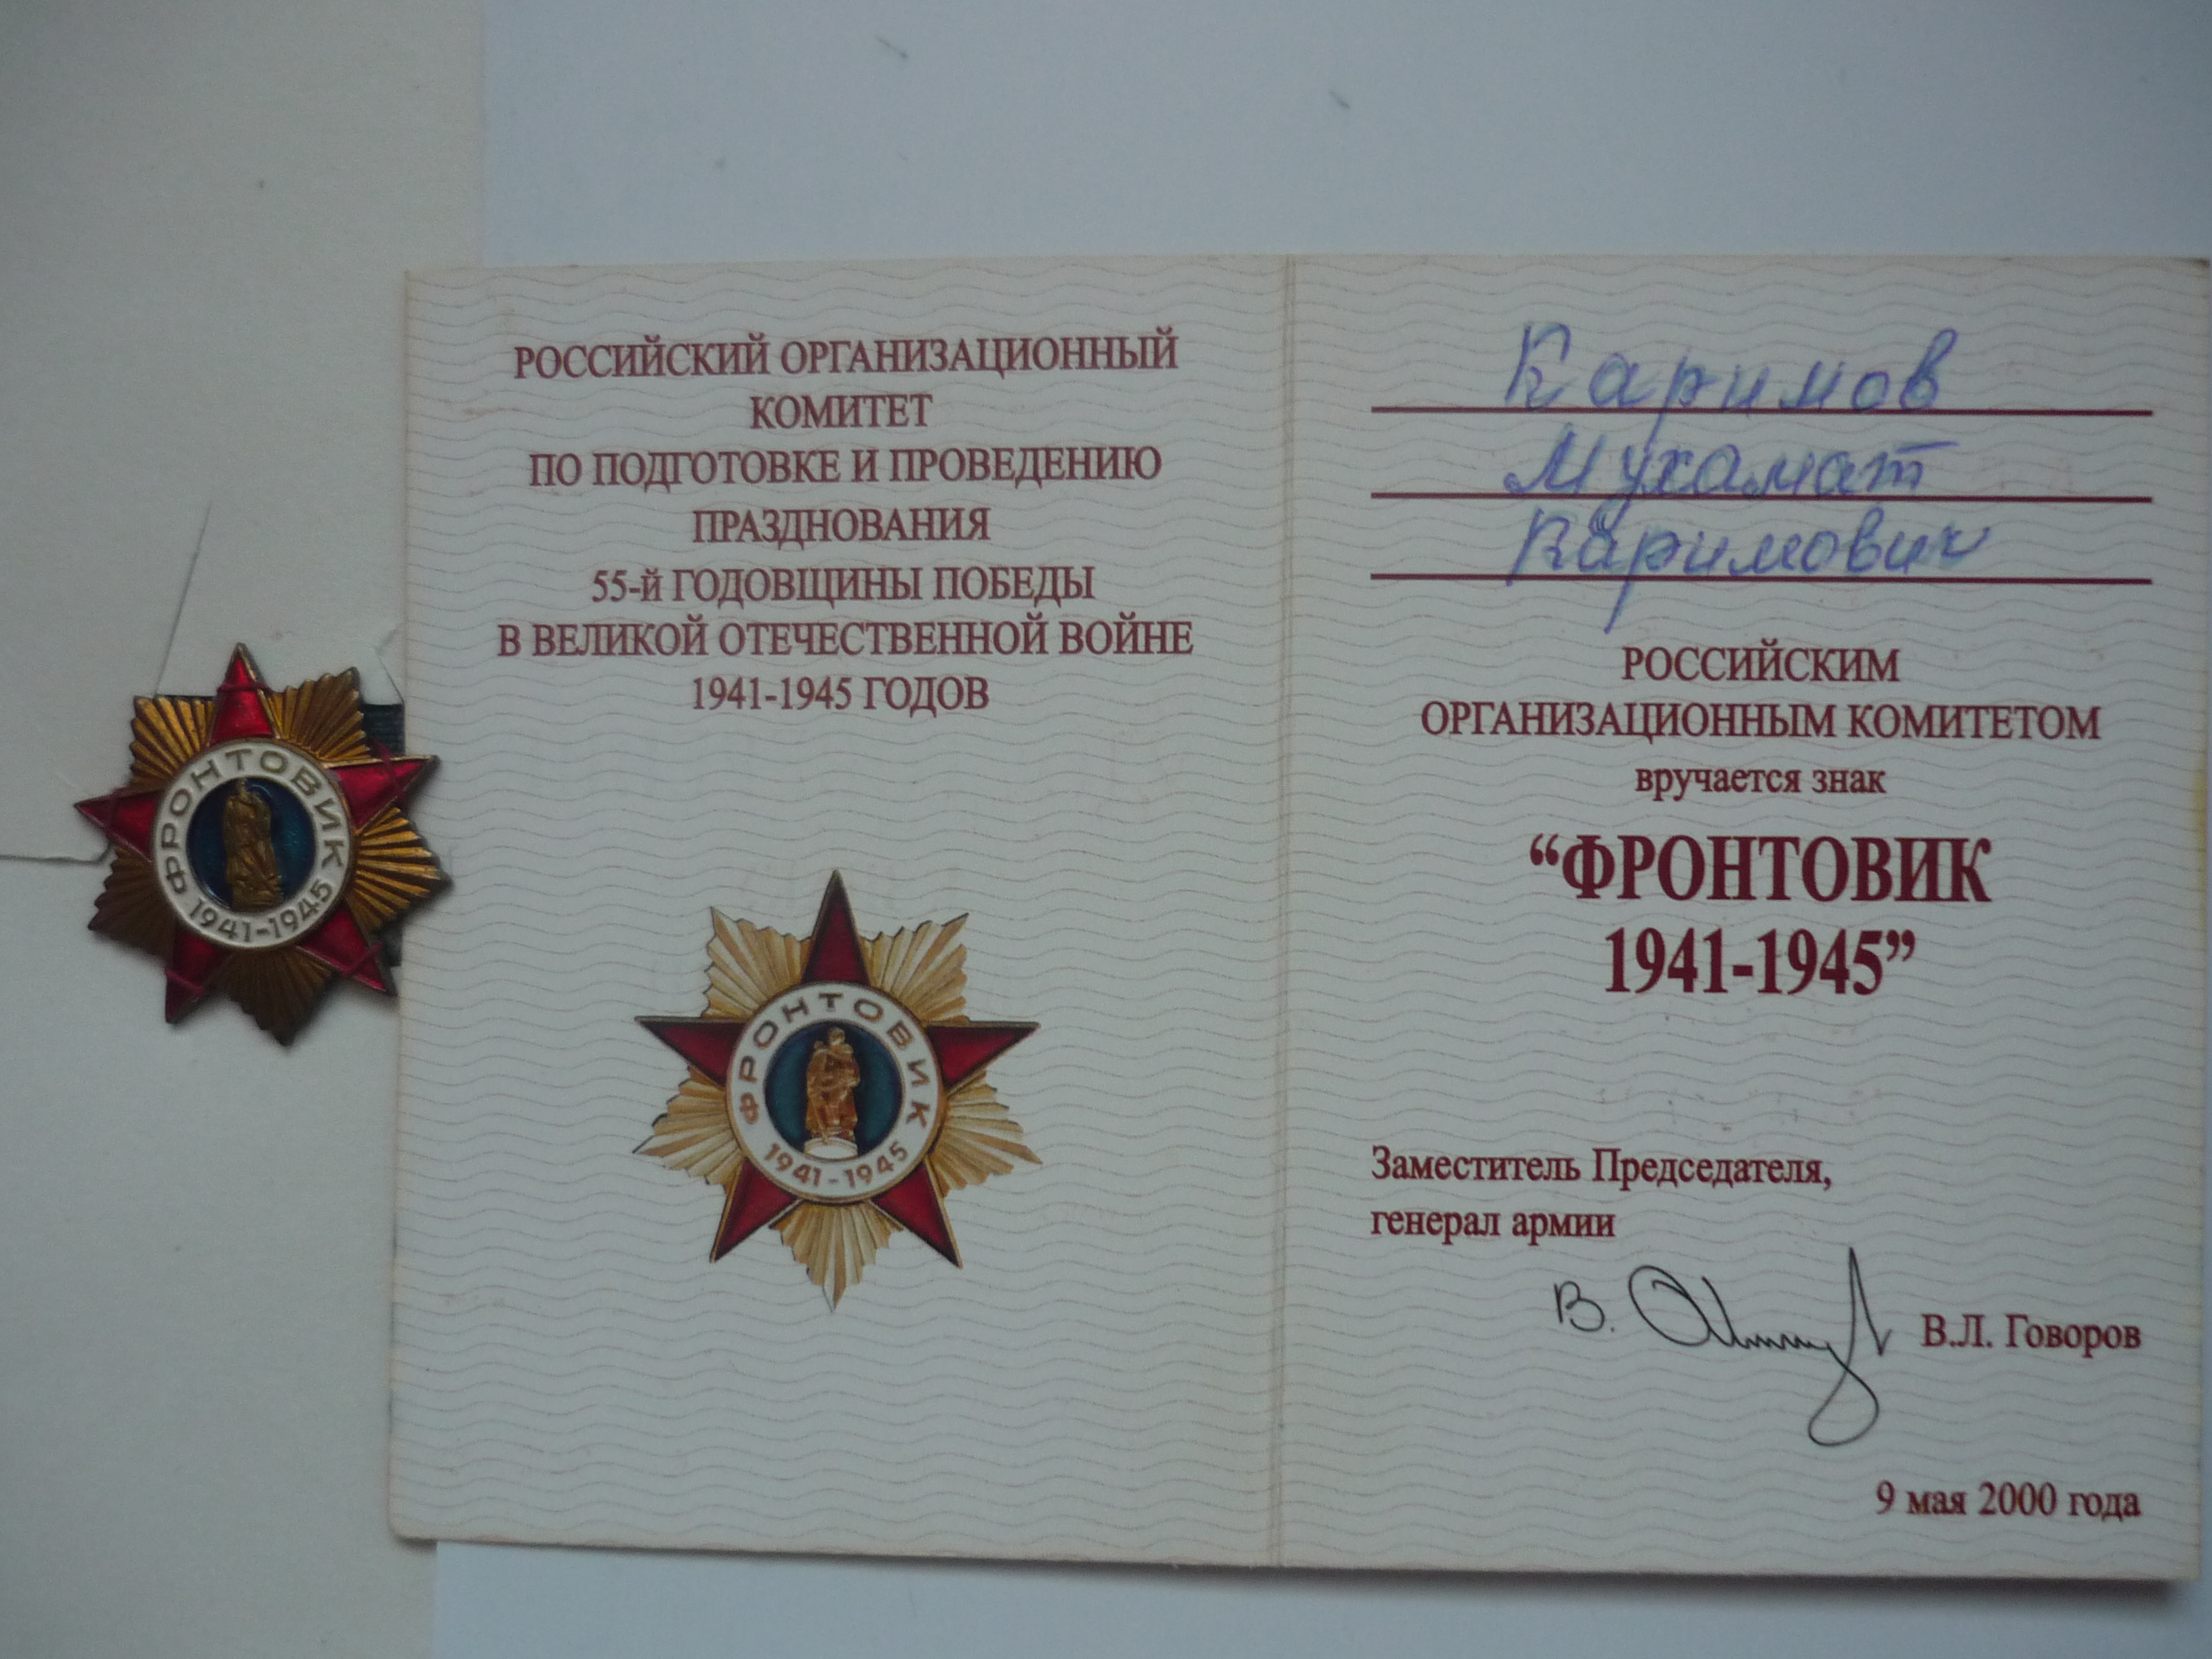 ФРОНТОВИК
1941-1945
РОССИЙСКИЙ ОРГАНИЗАЦИОННЫЙ
КОМИТЕТ
ПО ПОДГОТОВКЕ И ПРОВЕДЕНИЮ
ПРАЗДНОВАНИЯ
55-й ГОДОВЩИНЫ ПОБЕДЫ
В ВЕЛИКОЙ ОТЕЧЕСТВЕННОЙ ВОЙНЕ
1941-1945 ГОДОВ
ФРОНТОВИК
1941-1945
Каримов
Мухамат
Каримович
РОССИЙСКИМ
ОРГАНИЗАЦИОННЫМ КОМИТЕТОМ
вручается знак
“ФРОНТОВИК
1941-1945”
Заместитель Председателя,
генерал армии
В. 
В.Л. Говоров
9 мая 2000 года